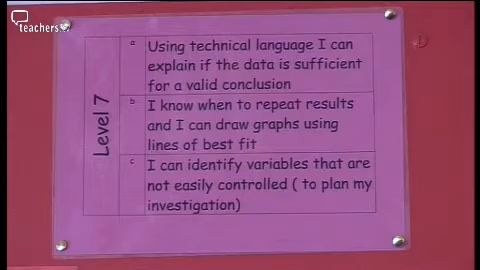 teachers.tv
Level 7
a
Using technical language I can
explain if the data is sufficient
for a valid conclusion
b
I know when to repeat results
and I can draw graphs using
lines of best fit
c
I can identify variables that are
not easily controlled ( to plan my
investigation)